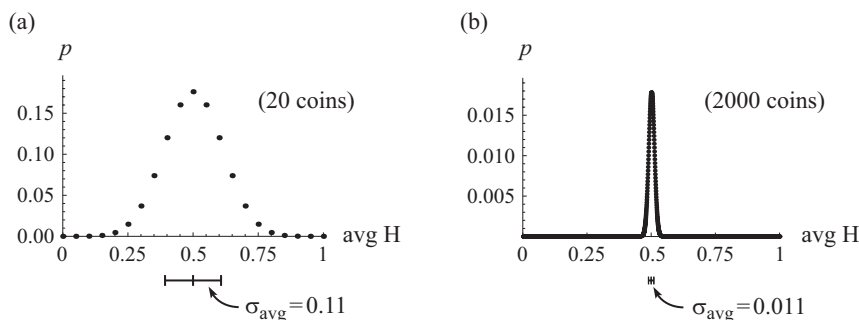 (a)
p
(20 coins)
0.15
0.10
0.05
0.00
0 0.25 0.5 0.75 1
avg H
σavg=0.11
(b)
p
(2000 coins)
0.015
0.010
0.005
0 0.25 0.5 0.75 1
avg H
σavg=0.011